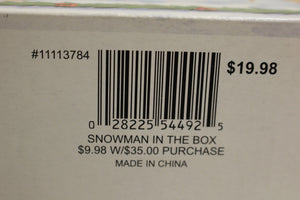 #11113784
$19.98
0 28225 54492 5
SNOWMAN IN THE BOX
$9.98 W/$35.00 PURCHASE
MADE IN CHINA